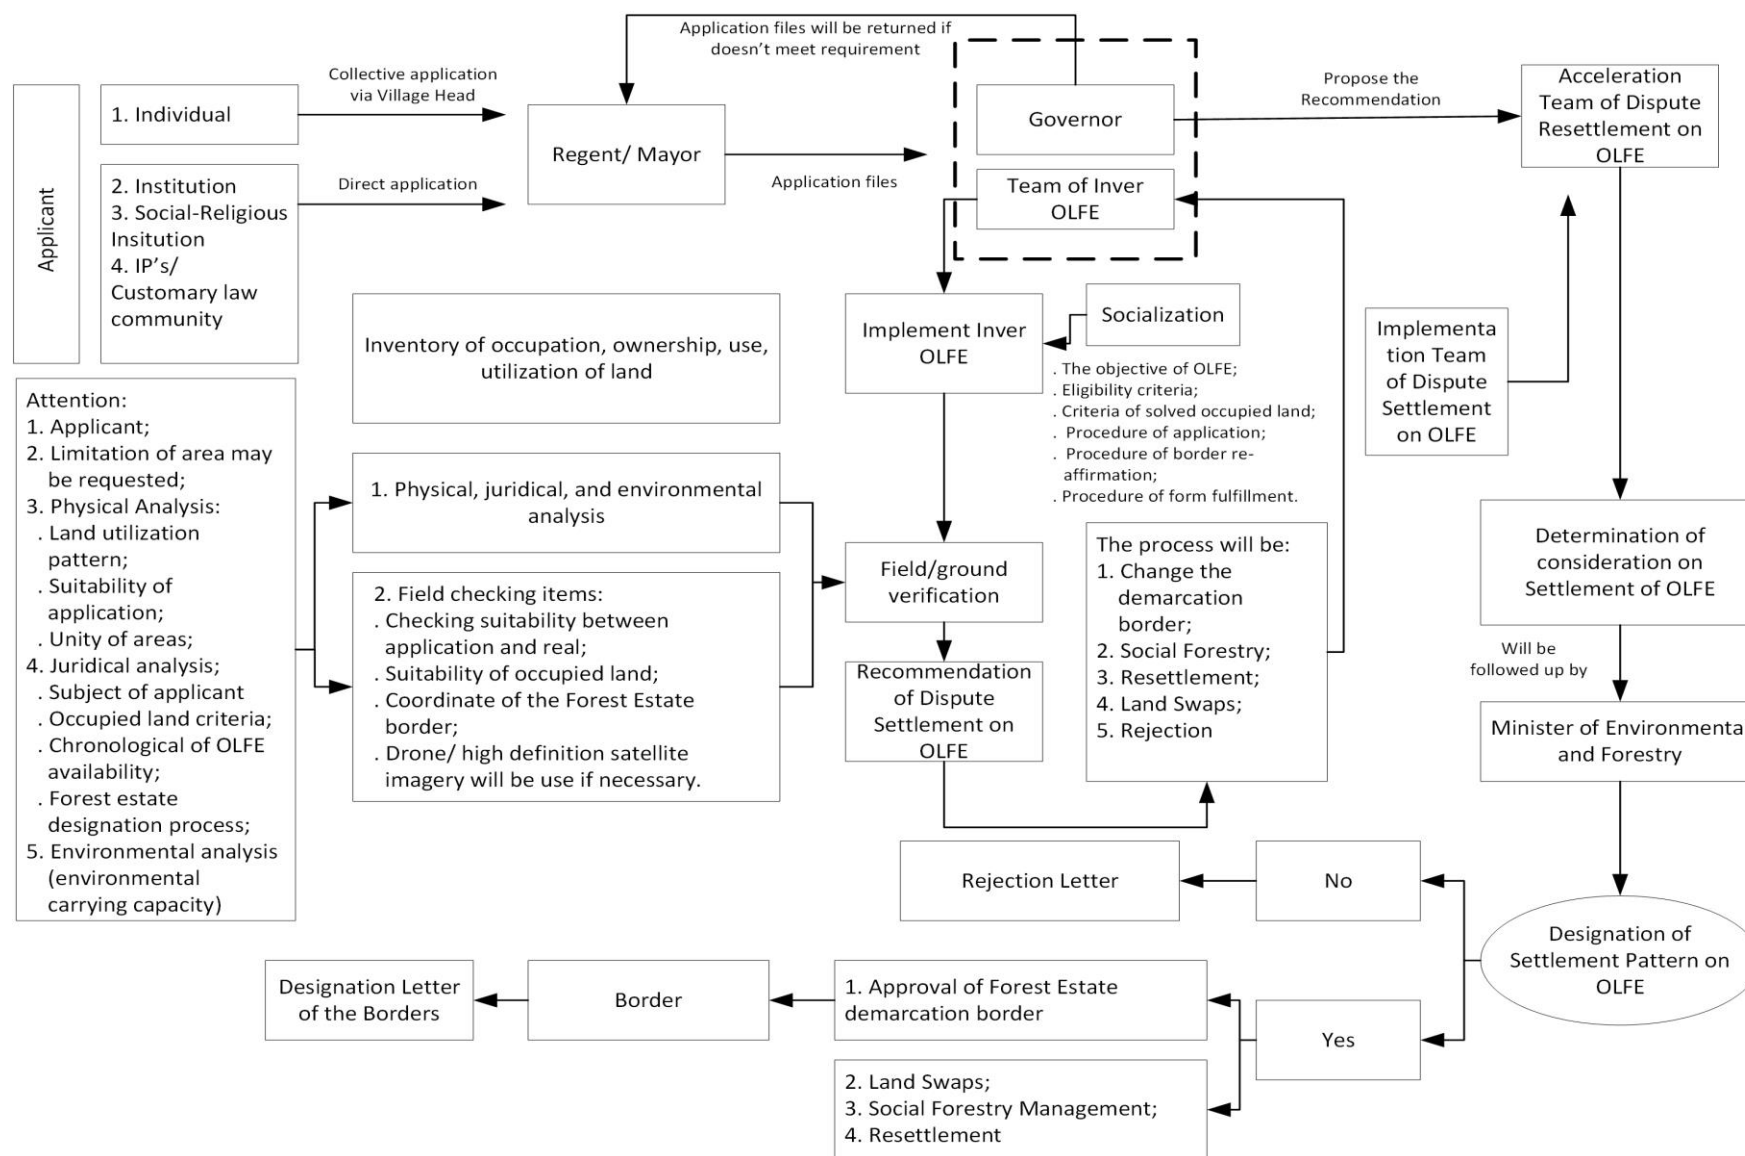 Application files will be returned if
doesn't meet requirement
Collective application
via Village Head
Propose the
Recommendation
Acceleration
Team of Dispute
Resettlement on
OLFE
Applicant
1. Individual
Regent/ Mayor
Governor
Application files
Direct application
2. Institution
3. Social-Religious
Insitution
4. IP's/
Customary law
community
Team of Inver
OLFE
Inventory of occupation, ownership, use,
utilization of land
Implement Inver
OLFE
Socialization
. The objective of OLFE;
. Eligibility criteria;
. Criteria of solved occupied land;
. Procedure of application;
. Procedure of border re-
affirmation;
. Procedure of form fulfillment.
Implementa
tion Team
of Dispute
Settlement
on OLFE
Attention:
1. Applicant;
2. Limitation of area may
be requested;
3. Physical Analysis:
. Land utilization
pattern;
. Suitability of
application;
. Unity of areas;
4. Juridical analysis;
. Subject of applicant
. Occupied land criteria;
. Chronological of OLFE
availability;
. Forest estate
designation process;
5. Environmental analysis
(environmental
carrying capacity)
1. Physical, juridical, and environmental
analysis
2. Field checking items:
. Checking suitability between
application and real;
. Suitability of occupied land;
. Coordinate of the Forest Estate
border;
. Drone/ high definition satellite
imagery will be use if necessary.
Field/ground
verification
Recommendation
of Dispute
Settlement on
OLFE
The process will be:
1. Change the
demarcation
border;
2. Social Forestry;
3. Resettlement;
4. Land Swaps;
5. Rejection
Determination of
consideration on
Settlement of OLFE
Will be
followed up by
Minister of Environmenta
and Forestry
Rejection Letter
No
Designation of
Settlement Pattern on
OLFE
Designation Letter
of the Borders
Border
1. Approval of Forest Estate
demarcation border
Yes
2. Land Swaps;
3. Social Forestry Management;
4. Resettlement